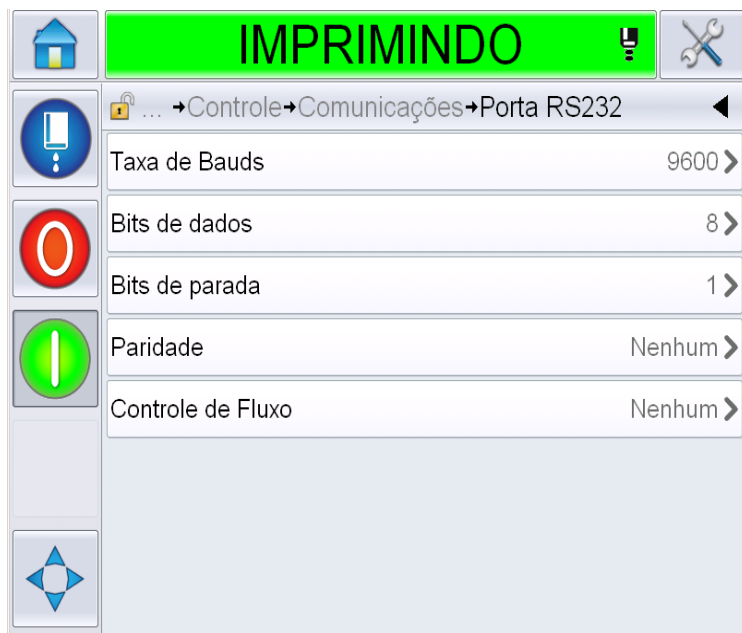 IMPRIMINDO
... →Controle→Comunicações→Porta RS232
Taxa de Bauds 9600
Bits de dados 8
Bits de parada 1
Paridade Nenhum
Controle de Fluxo Nenhum